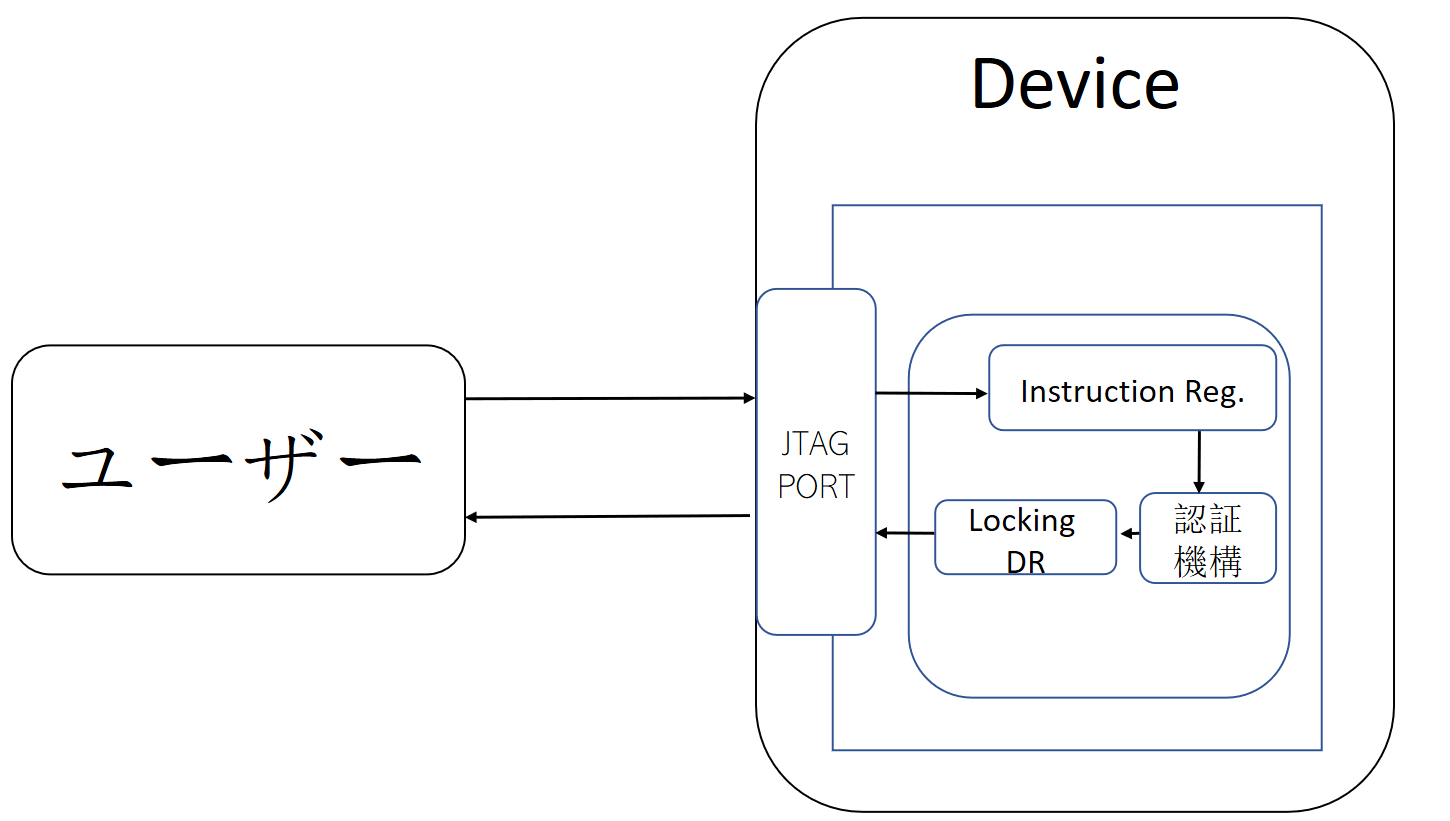 Device
ユーザー
JTAG
PORT
Instruction Reg.
Locking
DR
認証
機構